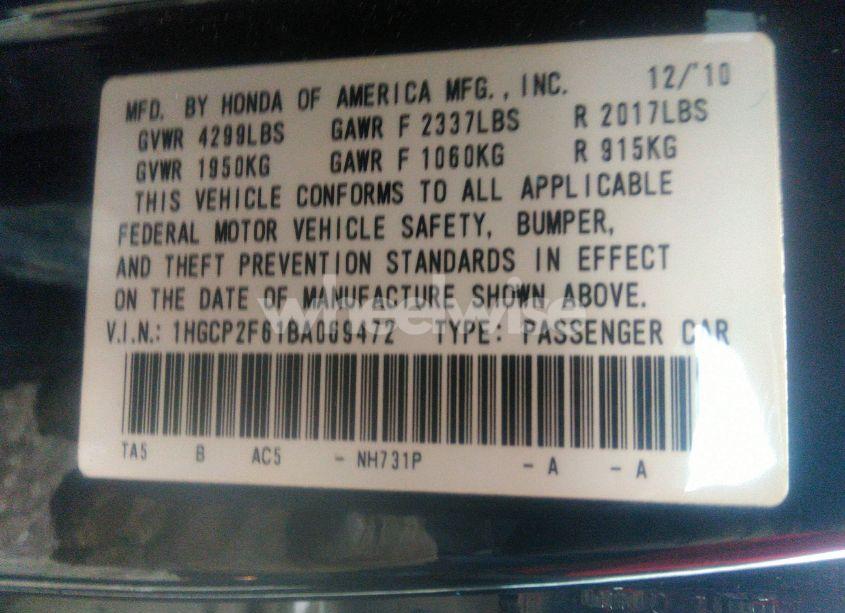 MFD. BY HONDA OF AMERICA MFG., INC. 12/'10
GVWR 4299LBS GAWR F 2337LBS R 2017LBS
GVWR 1950KG GAWR F 1060KG R 915KG
THIS VEHICLE CONFORMS TO ALL APPLICABLE
FEDERAL MOTOR VEHICLE SAFETY, BUMPER,
AND THEFT PREVENTION STANDARDS IN EFFECT
ON THE DATE OF MANUFACTURE SHOWN ABOVE.
wheelwise
V.I.N.: 1HGCP2F61BA069472 TYPE: PASSENGER CAR
TA5 B AC5 - NH731P - A - A